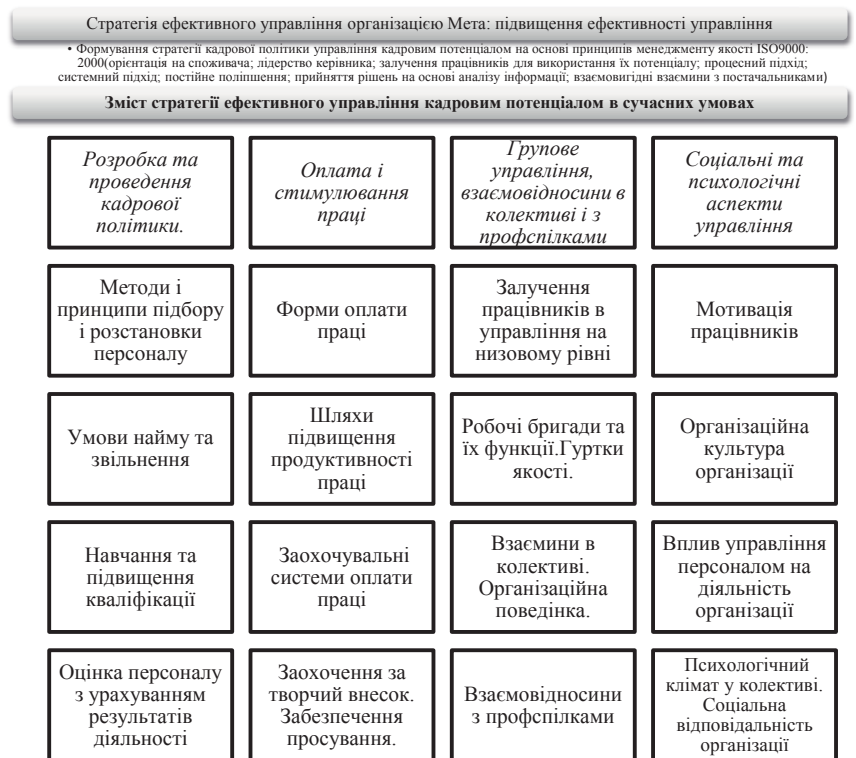 Стратегія ефективного управління організацією Мета: підвищення ефективності управління
• Формування стратегії кадрової політики управління кадровим потенціалом на основі принципів менеджменту якості ISO9000:
2000(орієнтація на споживача; лідерство керівника; залучення працівників для використання їх потенціалу; процесний підхід;
системний підхід; постійне поліпшення; прийняття рішень на основі аналізу інформації; взаємовигідні взаємини з постачальниками)
Зміст стратегії ефективного управління кадровим потенціалом в сучасних умовах
Розробка та
проведення
кадрової
політики.
Оплата і
стимулювання
праці
Групове
управління,
взаємовідносини в
колективі і з
профспілками
Соціальні та
психологічні
аспекти
управління
Методи і
принципи підбору
і розстановки
персоналу
Форми оплати
праці
Залучення
працівників в
управління на
низовому рівні
Мотивація
працівників
Умови найму та
звільнення
Шляхи
підвищення
продуктивності
праці
Робочі бригади та
їх функції.Гуртки
якості.
Організаційна
культура
організації
Навчання та
підвищення
кваліфікації
Заохочувальні
системи оплати
праці
Взаємини в
колективі.
Організаційна
поведінка.
Вплив управління
персоналом на
діяльність
організації
Оцінка персоналу
з урахуванням
результатів
діяльності
Заохочення за
творчий внесок.
Забезпечення
просування.
Взаємовідносини
з профспілками
Психологічний
клімат у колективі.
Соціальна
відповідальність
організації